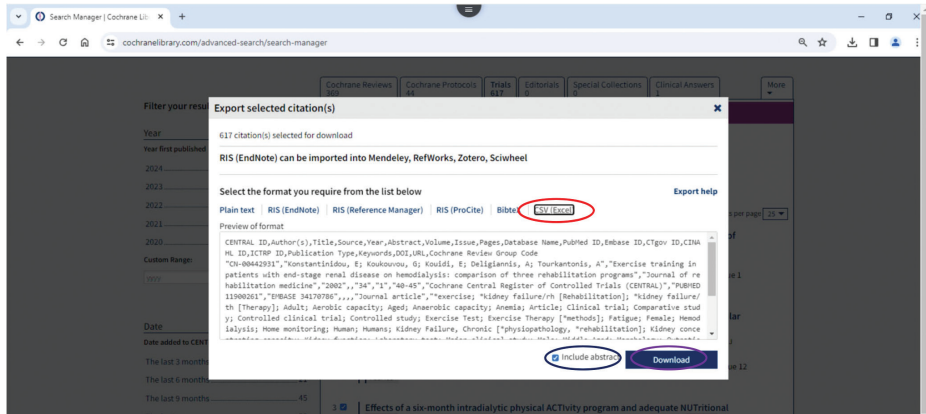 Search Manager | Cochrane Lib
cochranelibrary.com/advanced-search/search-manager
Cochrane Reviews
369
Cochrane Protocols
44
Trials
617
Editorials
0
Special Collections
0
Clinical Answers
1
More
Filter your resul
Year
Year first published
2024
2023
2022
2021
2020
Custom Range:
yyyy
Date
Date added to CENT
The last 3 months
The last 6 months
The last 9 months 45
Export selected citation(s)
617 citation(s) selected for download
RIS (EndNote) can be imported into Mendeley, RefWorks, Zotero, Sciwheel
Select the format you require from the list below
Export help
Plain text RIS (EndNote) RIS (Reference Manager) RIS (ProCite) BibteX CSV (Excel)
Preview of format
CENTRAL ID,Author(s),Title,Source,Year,Abstract,Volume,Issue,Pages,Database Name,PubMed ID,Embase ID,CTgov ID,CINA
HL ID,ICTRP ID,Publication Type,Keywords,DOI,URL,Cochrane Review Group Code
"CN-00442931","Konstantinidou, E; Koukouvou, G; Kouidi, E; Deligiannis, A; Tourkantonis, A","Exercise training in
patients with end-stage renal disease on hemodialysis: comparison of three rehabilitation programs","Journal of re
habilitation medicine","2002",,"34","1","40-45","Cochrane Central Register of Controlled Trials (CENTRAL)","PUBMED
11900261","EMBASE 34170786",,,,"Journal article","*exercise; *kidney failure/rh [Rehabilitation]; *kidney failure/
th [Therapy]; Adult; Aerobic capacity; Aged; Anaerobic capacity; Anemia; Article; Clinical trial; Comparative stud
y; Controlled clinical trial; Controlled study; Exercise Test; Exercise Therapy [*methods]; Fatigue; Female; Hemod
ialysis; Home monitoring; Human; Humans; Kidney Failure, Chronic [*physiopathology, *rehabilitation]; Kidney conce
Include abstract
Download
per page 25
of
ue 1
lar
ue 12
3 Effects of a six-month intradialytic physical ACTIvity program and adequate NUTritional